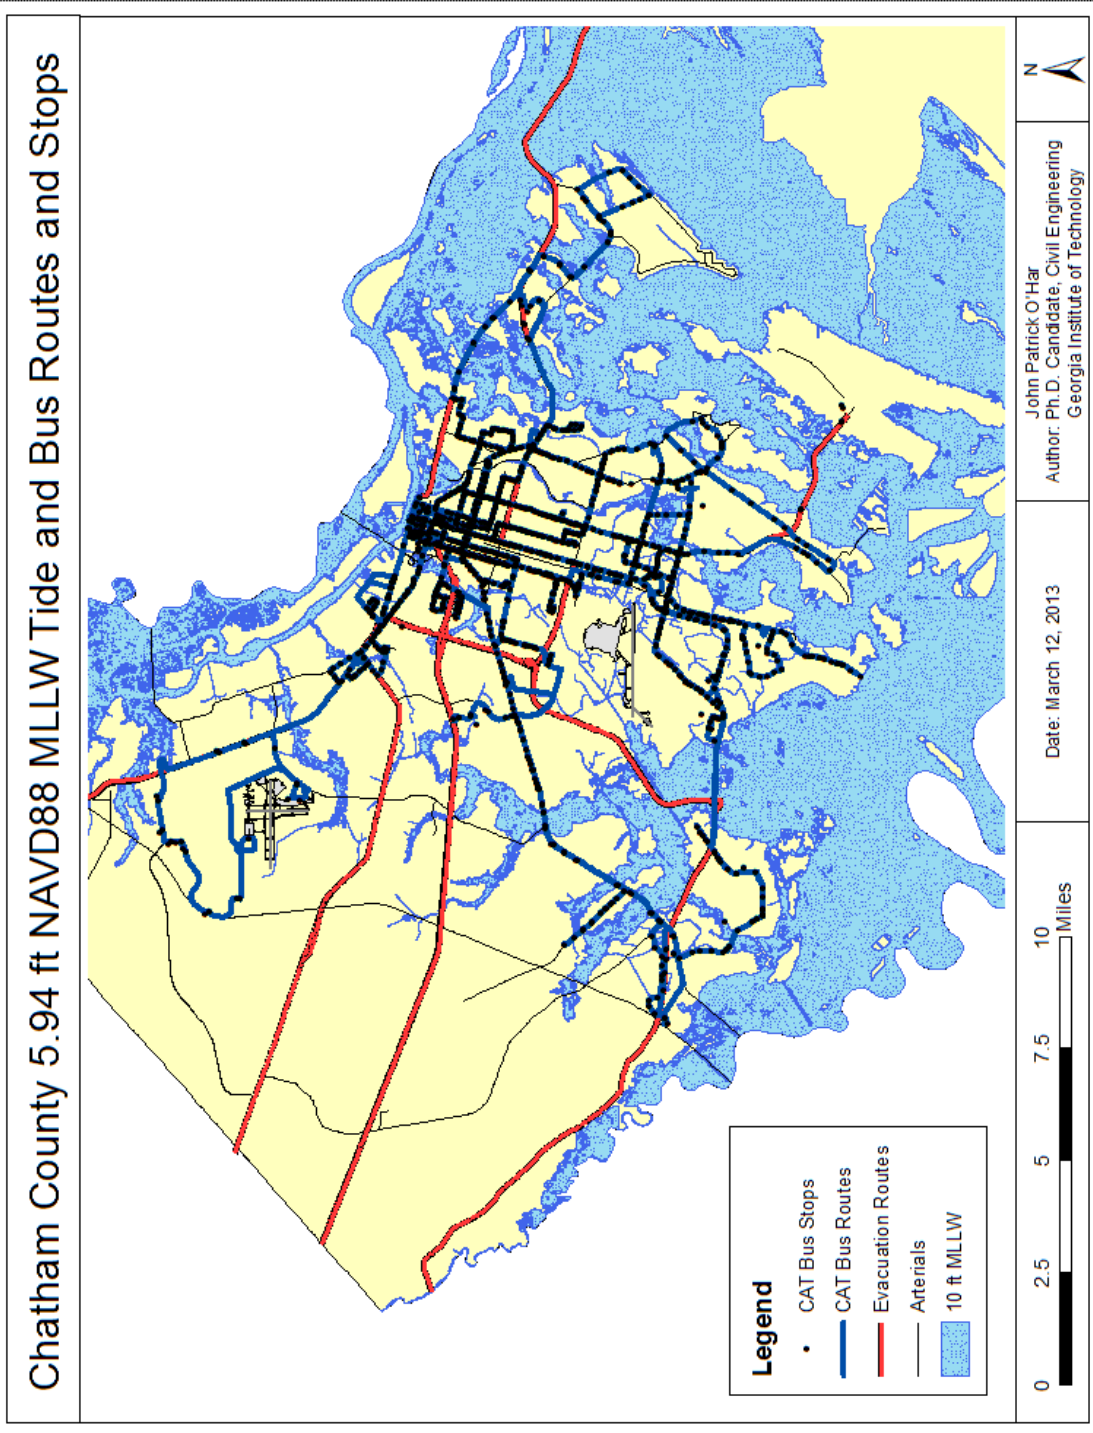 Chatham County 5.94 ft NAVD88 MLLW Tide and Bus Routes and Stops
Legend
CAT Bus Stops
CAT Bus Routes
Evacuation Routes
Arterials
10 ft MLLW
0 2.5 5 7.5 10
Miles
Date: March 12, 2013
John Patrick O'Har
Author: Ph.D. Candidate, Civil Engineering
Georgia Institute of Technology
N